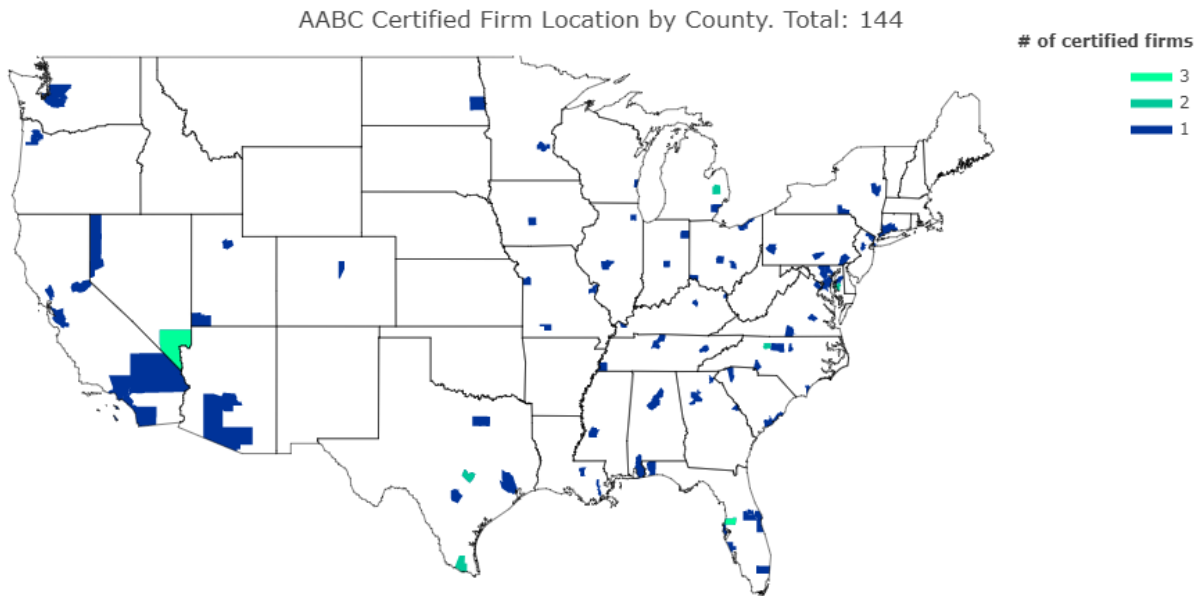 AABC Certified Firm Location by County. Total: 144
# of certified firms
3
2
1